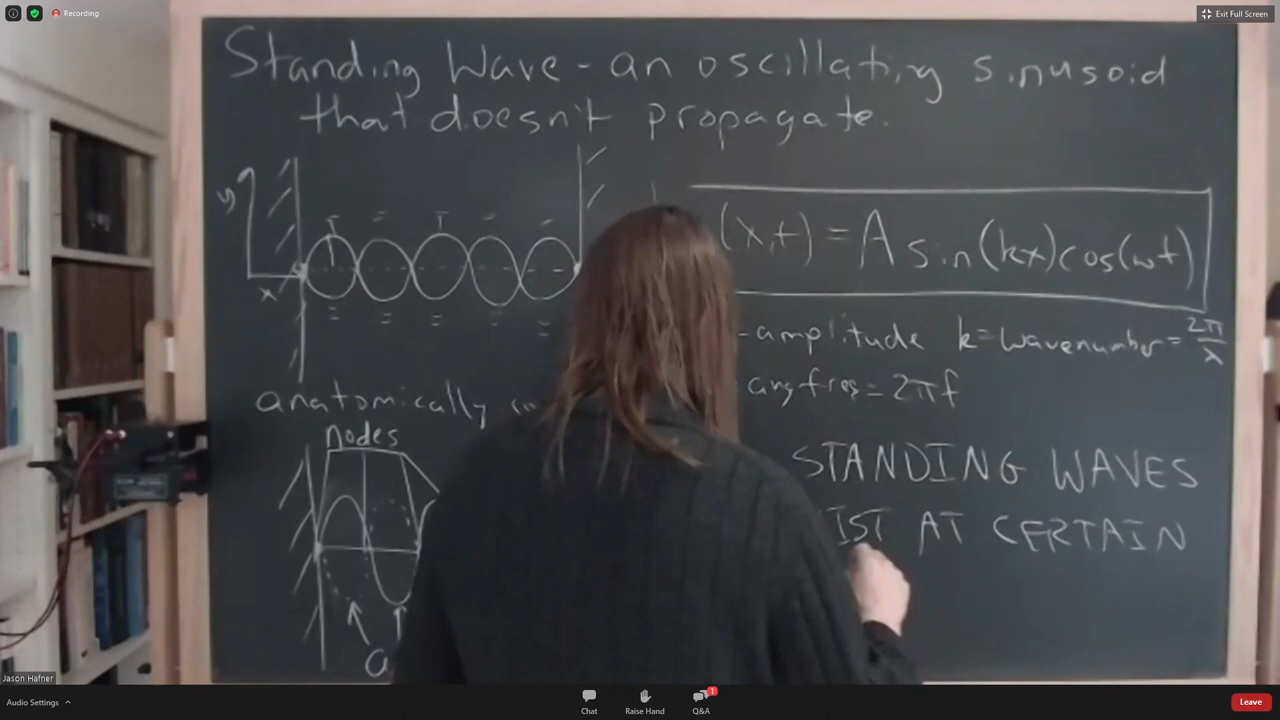 Recording
Exit Full Screen
Standing Wave - an oscillating sinusoid
that doesn't propagate.
y
x
(x,t) = A sin(kx)cos(ωt)
-amplitude k=wavenumber=2π/λ
ang freq = 2πf
anatomically
nodes
STANDING WAVES
IST AT CERTAIN
a
Jason Hafner
Audio Settings
Chat
Raise Hand
Q&A
1
Leave